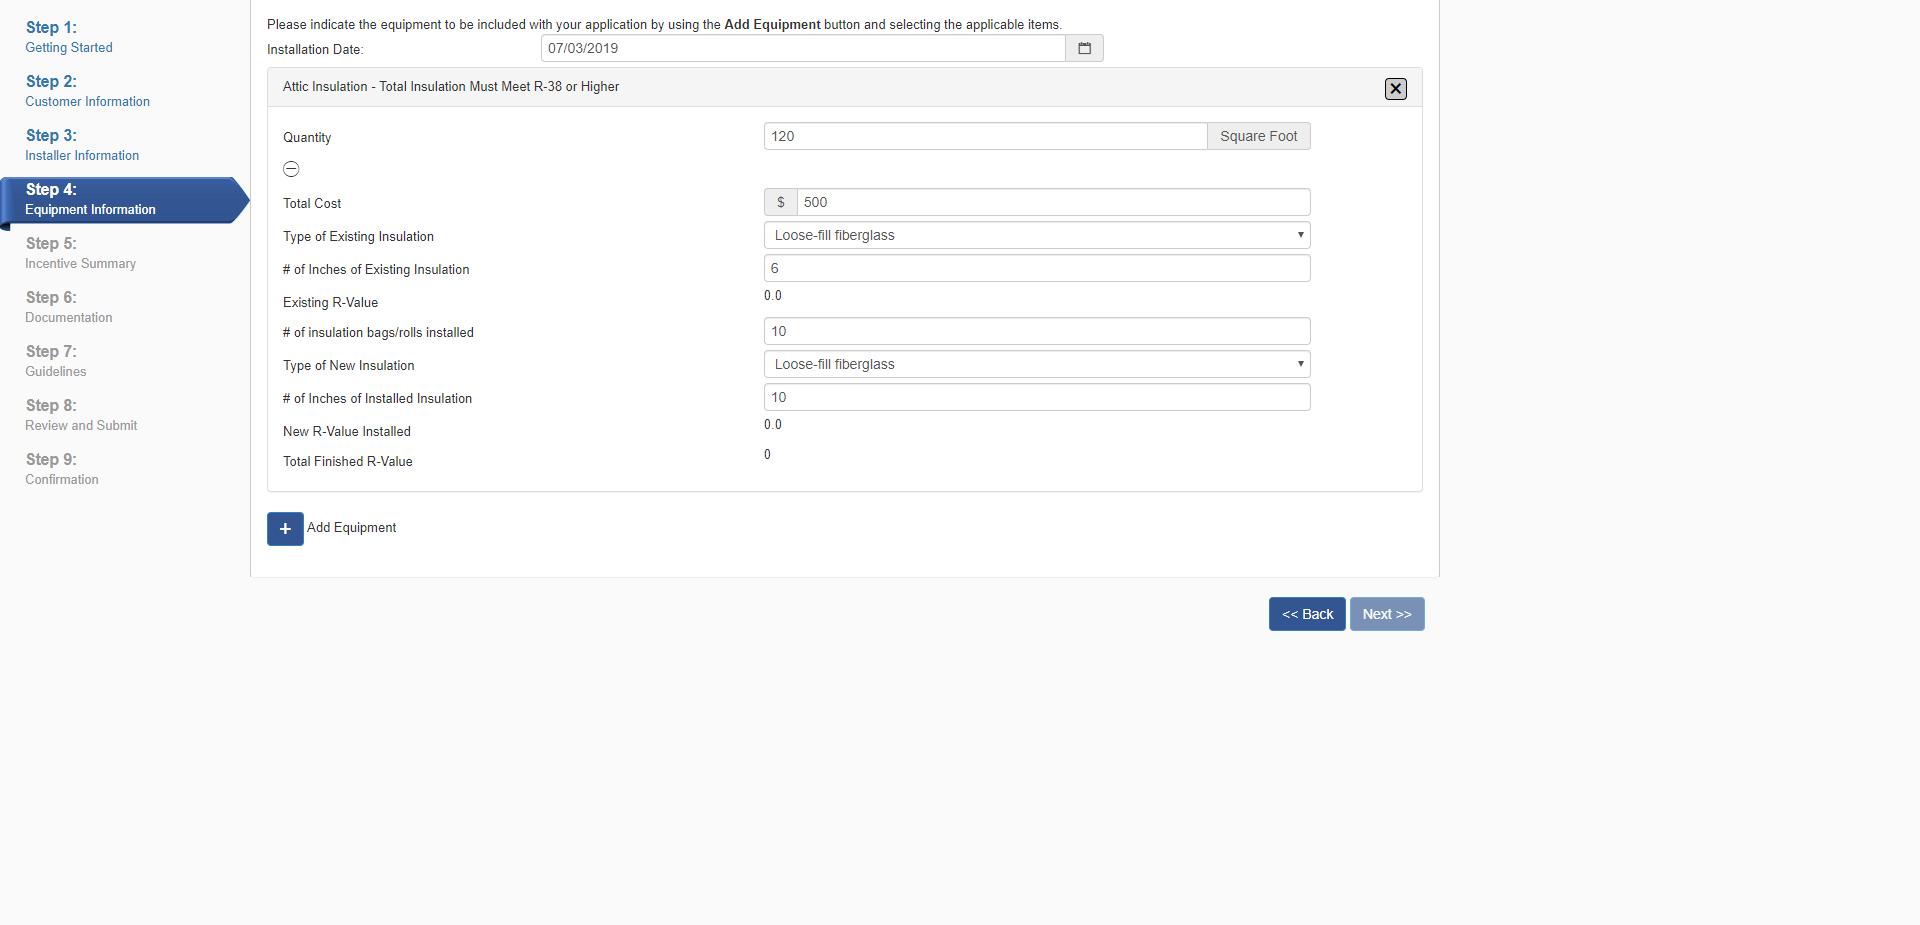 Step 1:
Getting Started
Step 2:
Customer Information
Step 3:
Installer Information
Step 4:
Equipment Information
Step 5:
Incentive Summary
Step 6:
Documentation
Step 7:
Guidelines
Step 8:
Review and Submit
Step 9:
Confirmation
Please indicate the equipment to be included with your application by using the Add Equipment button and selecting the applicable items.
Installation Date: 07/03/2019
Attic Insulation - Total Insulation Must Meet R-38 or Higher
Quantity 120 Square Foot
Total Cost $ 500
Type of Existing Insulation Loose-fill fiberglass
# of Inches of Existing Insulation 6
Existing R-Value 0.0
# of insulation bags/rolls installed 10
Type of New Insulation Loose-fill fiberglass
# of Inches of Installed Insulation 10
New R-Value Installed 0.0
Total Finished R-Value 0
+ Add Equipment
<< Back Next >>